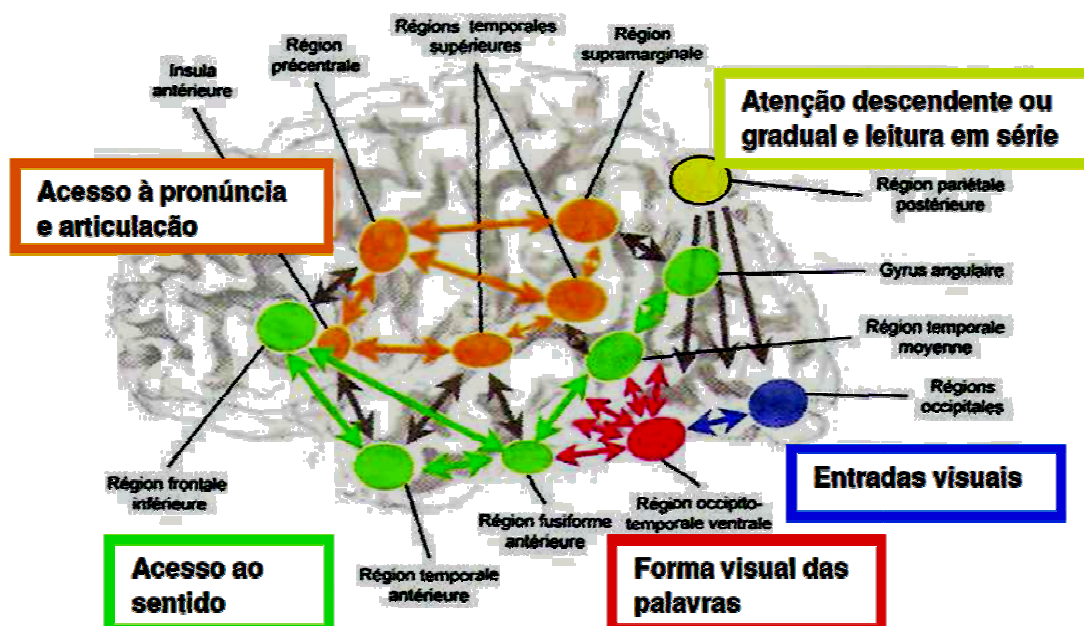 Régions temporales
supérieures
Région
précentrale
Région
supramarginale
Insula
antérieure
Atenção descendente ou
gradual e leitura em série
Acesso à pronúncia
e articulacão
Région pariétale
postérieure
Gyrus angulaire
Région temporale
moyenne
Régions
occipitales
Entradas visuais
Région frontale
inférieure
Région fusiforme
antérieure
Région occipito-
temporale ventrale
Acesso ao
sentido
Région temporale
antérieure
Forma visual das
palavras